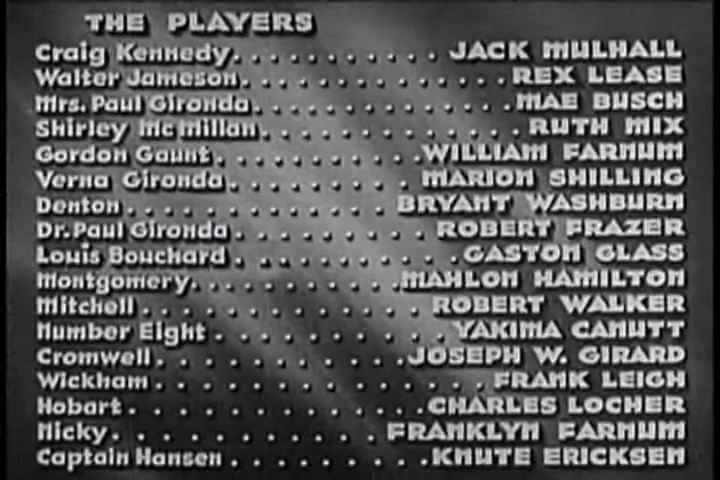 THE PLAYERS
Craig Kennedy. . . . . . . . . . . JACK MULHALL
Walter Jameson. . . . . . . . . . . . . REX LEASE
Mrs. Paul Gironda. . . . . . . . . . . . .MAE BUSCH
Shirley McMillan. . . . . . . . . . . . . RUTH MIX
Gordon Gaunt. . . . . . . . . . .WILLIAM FARNUM
Verna Gironda. . . . . . . . . MARION SHILLING
Denton. . . . . . . . . . . . . BRYANT WASHBURN
Dr. Paul Gironda. . . . . . . . . ROBERT FRAZER
Louis Bouchard . . . . . . . . . . GASTON GLASS
Montgomery. . . . . . . . . . .MAHLON HAMILTON
Mitchell. . . . . . . . . . . . . . ROBERT WALKER
Number Eight . . . . . . . . . . YAKIMA CANUTT
Cromwell. . . . . . . . . . . .JOSEPH W. GIRARD
Wickham. . . . . . . . . . . . . . . FRANK LEIGH
Hobart. . . . . . . . . . . . . .CHARLES LOCHER
Nicky. . . . . . . . . . . . FRANKLYN FARNUM
Captain Hansen . . . . . . . . .KNUTE ERICKSEN